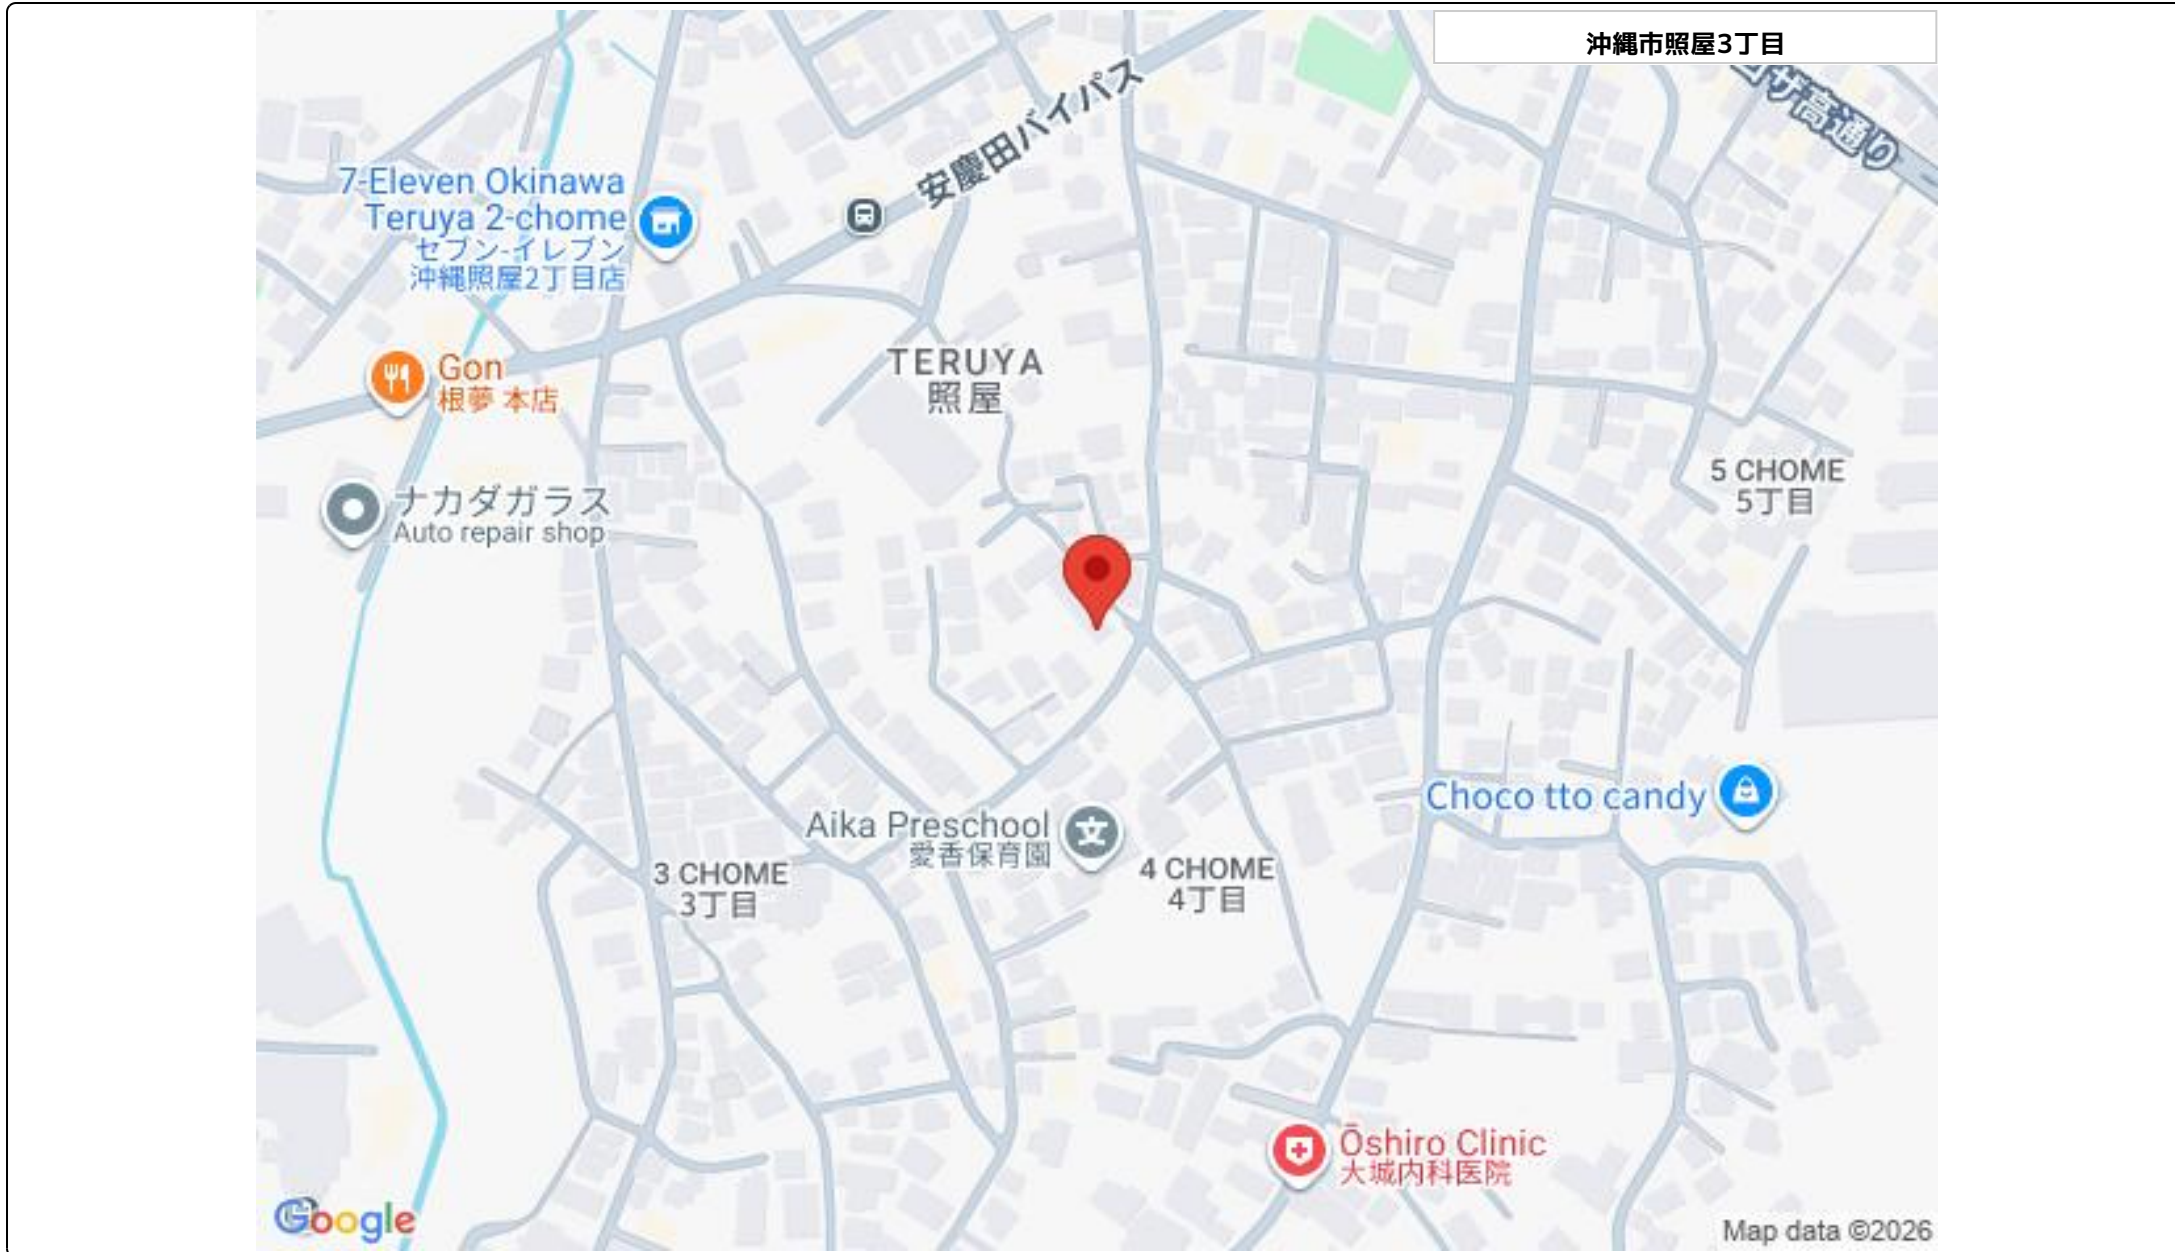 沖縄市照屋3丁目
安慶田バイパス
コザ高通り
7-Eleven Okinawa
Teruya 2-chome
セブン-イレブン
沖縄照屋2丁目店
Gon
根夢 本店
TERUYA
照屋
ナカダガラス
Auto repair shop
5 CHOME
5丁目
Choco tto candy
Aika Preschool
愛香保育園
3 CHOME
3丁目
4 CHOME
4丁目
Ōshiro Clinic
大城内科医院
Google
Map data ©2026